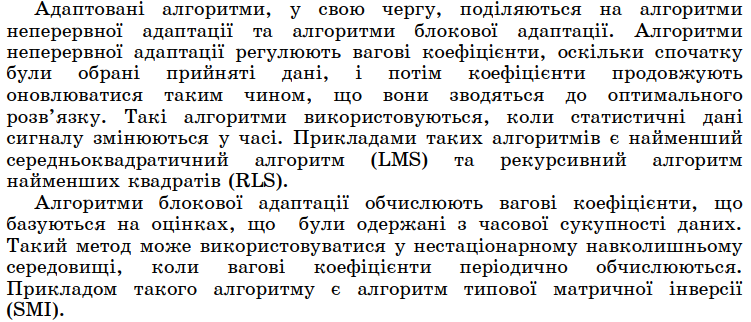 Адаптовані алгоритми, у свою чергу, поділяються на алгоритми
неперервної адаптації та алгоритми блокової адаптації. Алгоритми
неперервної адаптації регулюють вагові коефіцієнти, оскільки спочатку
були обрані прийняті дані, і потім коефіцієнти продовжують
оновлюватися таким чином, що вони зводяться до оптимального
розв’язку. Такі алгоритми використовуються, коли статистичні дані
сигналу змінюються у часі. Прикладами таких алгоритмів є найменший
середньоквадратичний алгоритм (LMS) та рекурсивний алгоритм
найменших квадратів (RLS).
Алгоритми блокової адаптації обчислюють вагові коефіцієнти, що
базуються на оцінках, що були одержані з часової сукупності даних.
Такий метод може використовуватися у нестаціонарному навколишньому
середовищі, коли вагові коефіцієнти періодично обчислюються.
Прикладом такого алгоритму є алгоритм типової матричної інверсії
(SMI).